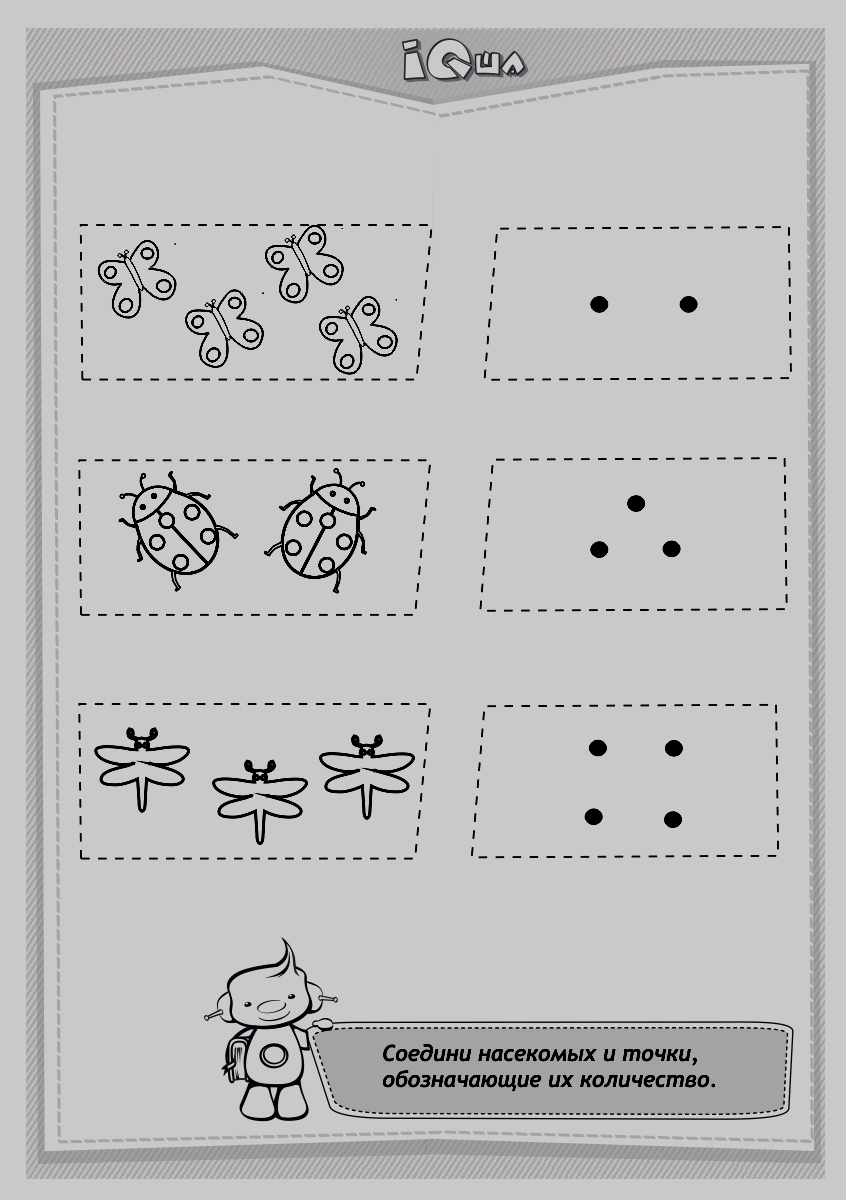 iQша
Соедини насекомых и точки,
обозначающие их количество.